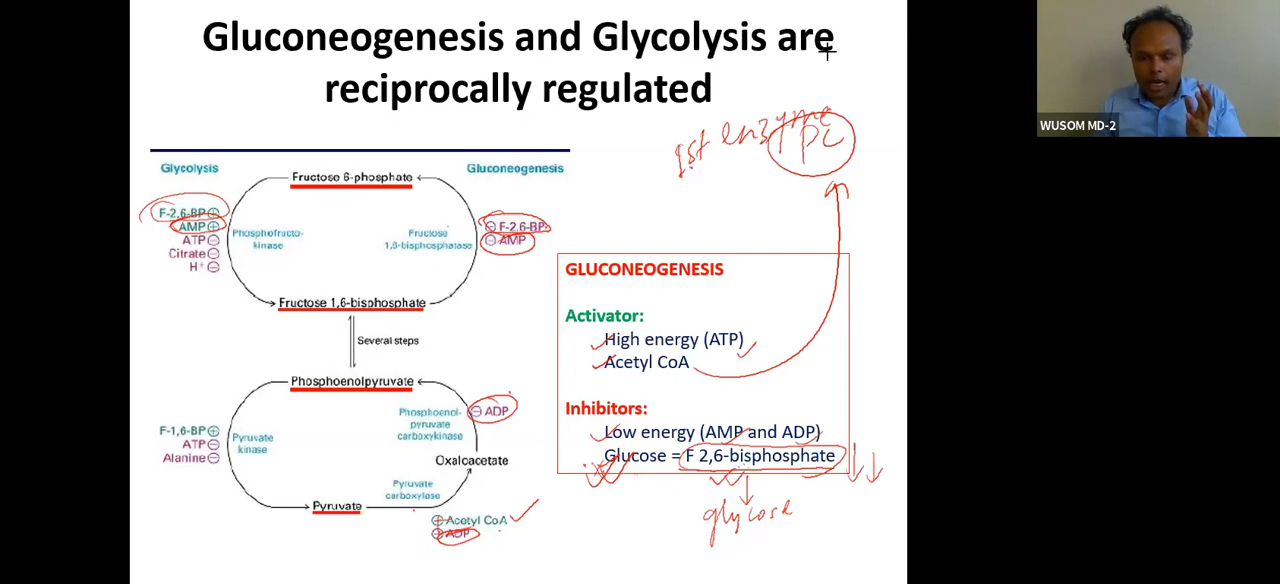 Gluconeogenesis and Glycolysis are
reciprocally regulated
WUSOM MD-2
1st enzyme
PC
Glycolysis
Gluconeogenesis
Fructose 6-phosphate
F-2,6-BP ⊕
AMP ⊕
ATP ⊖
Citrate ⊖
H⁺ ⊖
Phosphofructo-
kinase
Fructose
1,6-bisphosphatase
⊖ F-2,6-BP
⊖ AMP
Fructose 1,6-bisphosphate
Several steps
Phosphoenolpyruvate
F-1,6-BP ⊕
ATP ⊖
Alanine ⊖
Pyruvate
kinase
Phosphoenol-
pyruvate
carboxykinase
⊖ ADP
Oxaloacetate
Pyruvate
carboxylase
Pyruvate
⊕ Acetyl CoA
⊖ ADP
GLUCONEOGENESIS
Activator:
High energy (ATP)
Acetyl CoA
Inhibitors:
Low energy (AMP and ADP)
Glucose = F 2,6-bisphosphate
glycose